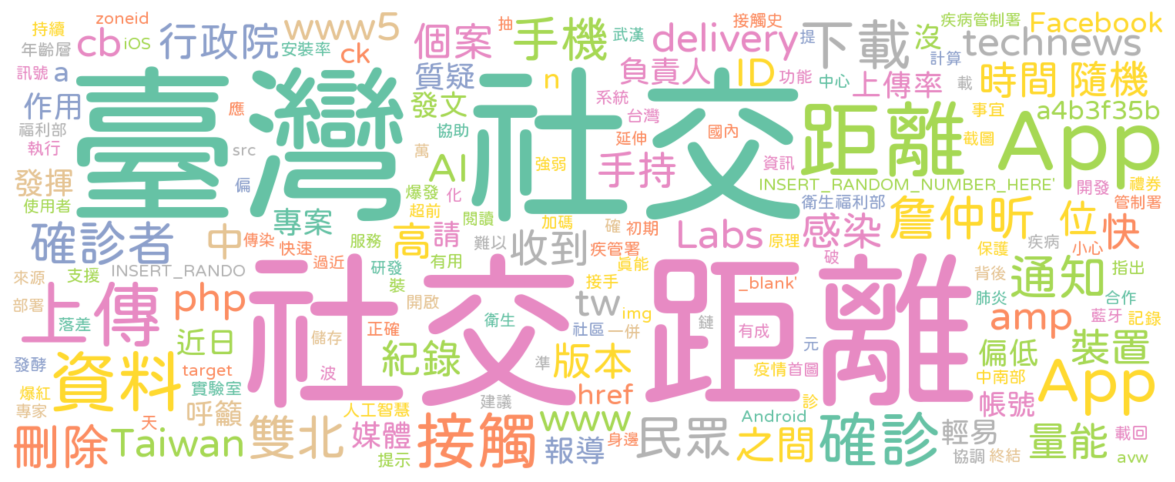 持續 zoneid 抽 武漢 接觸史 疾病管制署 Facebook
年齡層 cb iOS 行政院 安裝率 www5 ck 個案 手機 delivery 提 下載 沒 technews
訊號 a 質疑 n 負責人 ID 功能 中心 計算 上傳率 載 時間 隨機
作用 應 發文 系統 台灣 事宜 a4b3f35b
福利部 執行 臺灣 社交 協助 延伸 國內 距離 App 截圖
src 萬 AI 強弱 手持 資訊 INSERT_RANDOM_NUMBER_HERE' 開發 禮券
發揮 使用者 偏 專案 爆發 化 超前 閱讀 加碼 確 初期 衛生福利部 管制署
確診者 中 傳染 快速 服務 高 請 難以 收到 疾管署 Labs 原理 感染 詹仲昕 位 快
來源 支援 INSERT_RANDO 過近 研發 有用 接手 真能 破 保護 疾病 小心 指出
部署 上傳 php 社交 距離 裝 開啟 tw _blank' 背後 通知 合作
落差 近日 儲存 正確 紀錄 衛生 社區 img 一併 鏈 有成 amp 肺炎 藍牙 記錄
發酵 資料 target 波 準 版本 元 偏低 裝置
爆紅 實驗室 href 疫情 首圖 中南部
專家 呼籲 人工智慧 建議 診 App 帳號
刪除 Taiwan 天 雙北 媒體 提示 接觸 www 報導 身邊 民眾 Android 之間 確診 輕易 協調 終結 量能 載回 avw